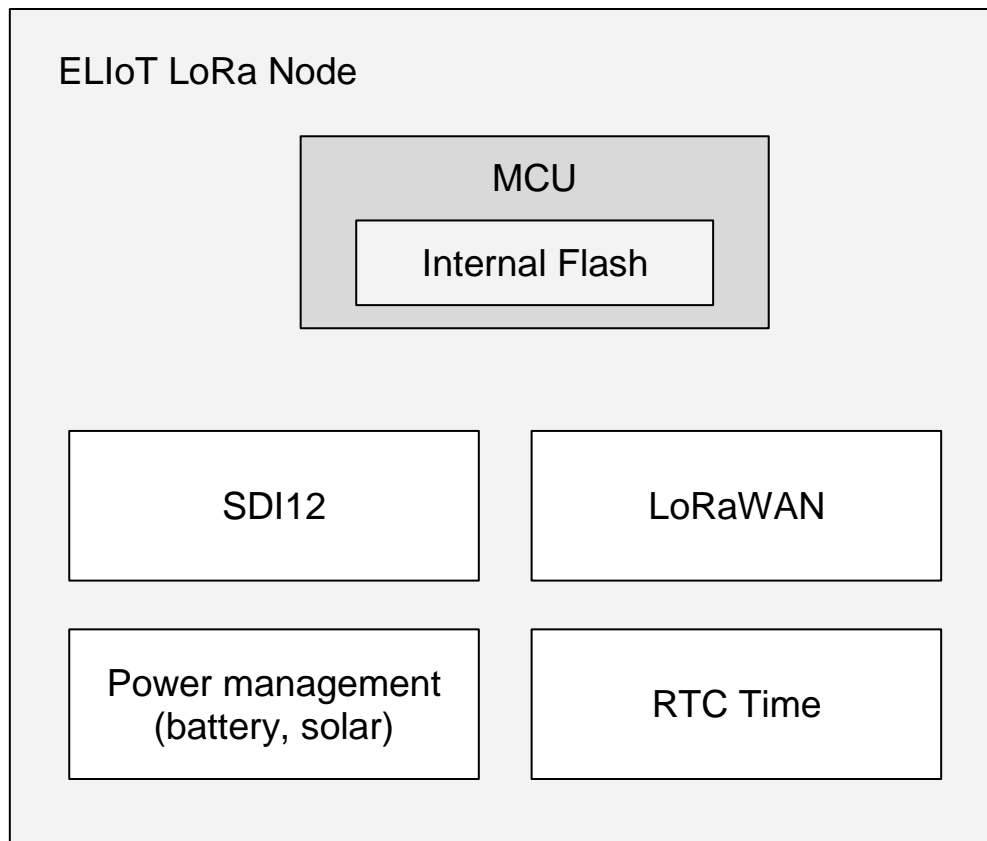 ELIoT LoRa Node
MCU
Internal Flash
SDI12
LoRaWAN
Power management
(battery, solar)
RTC Time